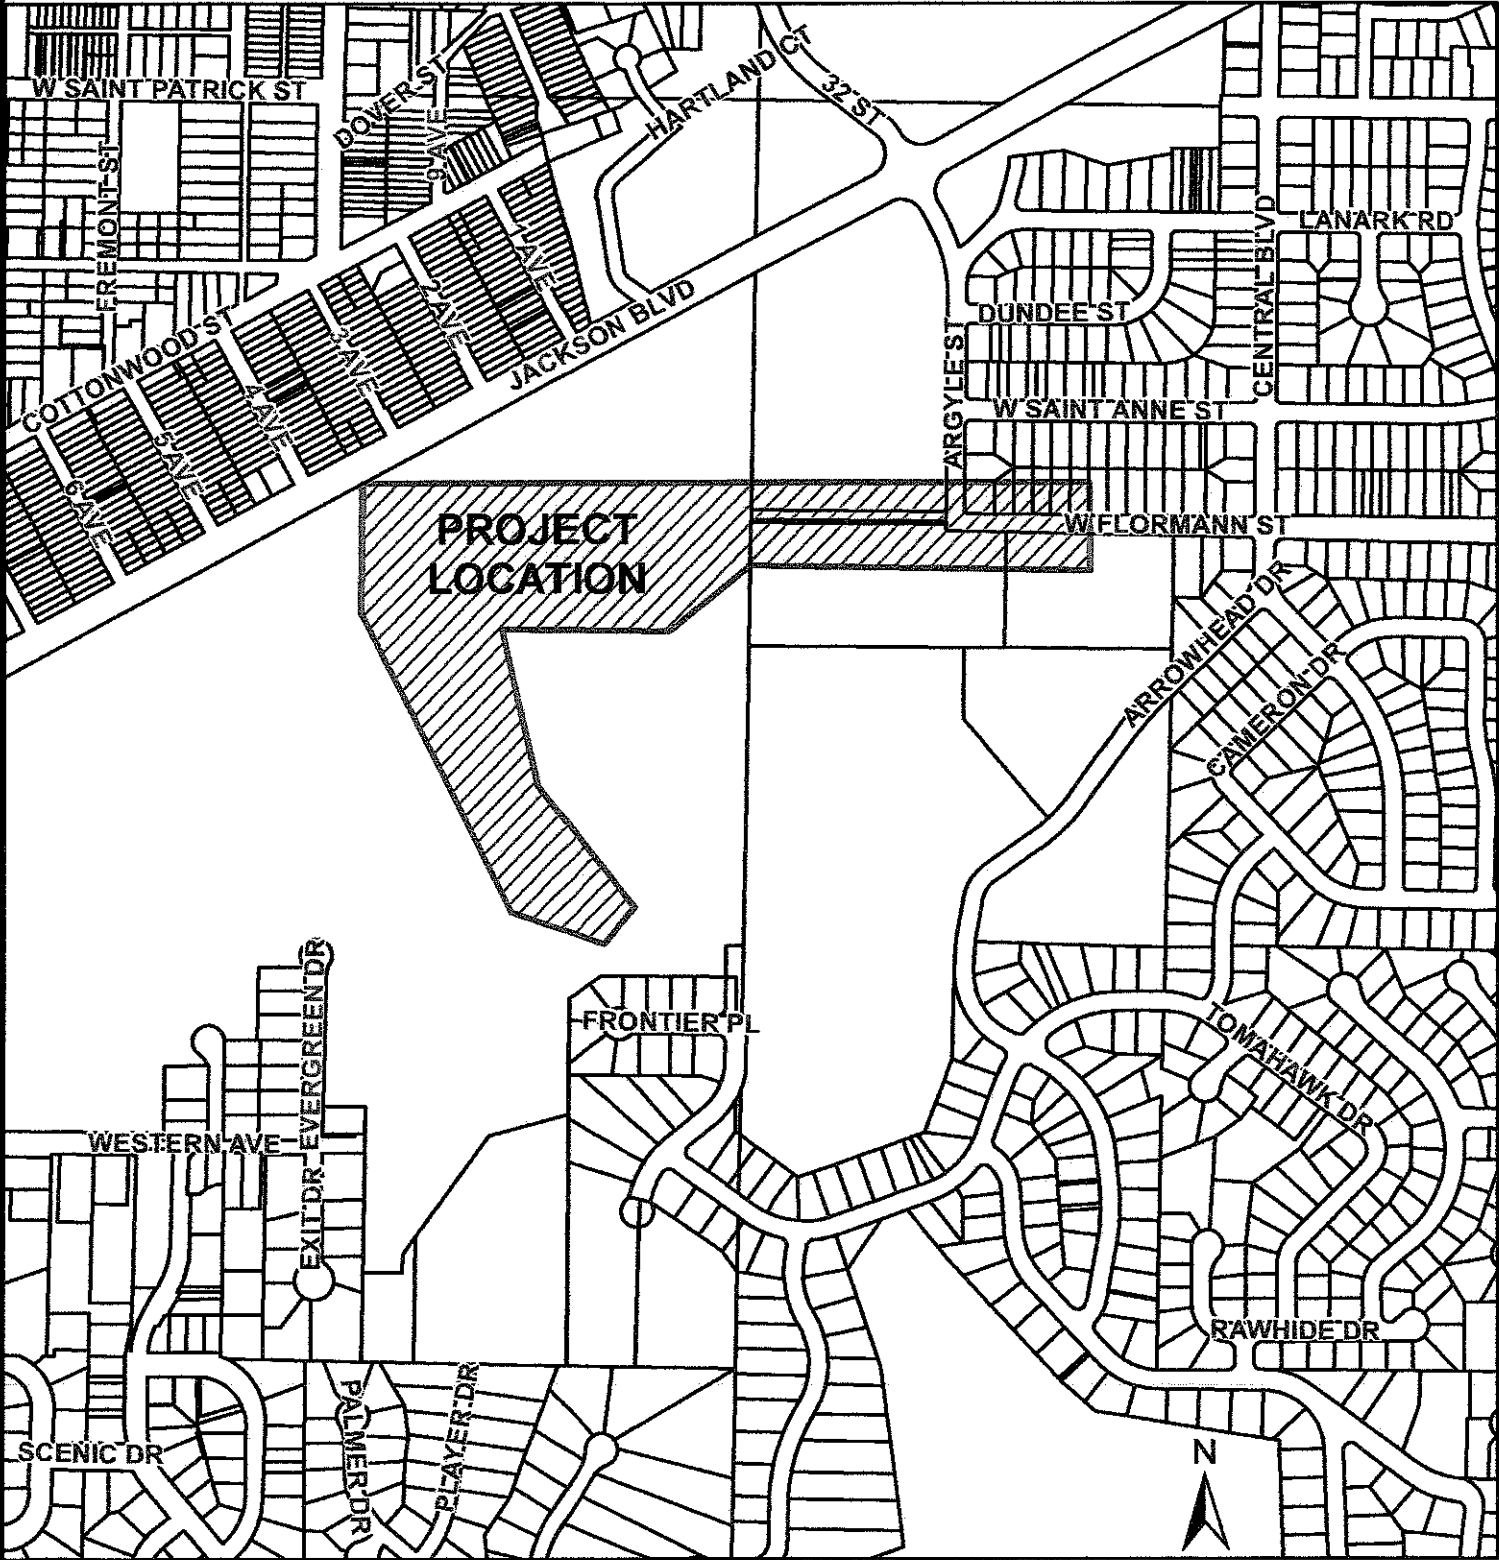 W SAINT PATRICK ST
DOVER ST
9 AVE
HARTLAND CT
32 ST
FREMONT ST
LANARK RD
CENTRAL BLVD
1 AVE
2 AVE
3 AVE
4 AVE
5 AVE
6 AVE
COTTONWOOD ST
JACKSON BLVD
DUNDEE ST
ARGYLE ST
W SAINT ANNE ST
PROJECT
LOCATION
W FLORMANN ST
ARROWHEAD DR
CAMERON DR
EVERGREEN DR
FRONTIER PL
TOMAHAWK DR
WESTERN AVE
EXIT DR
RAWHIDE DR
SCENIC DR
PALMER DR
PLAYER DR
N